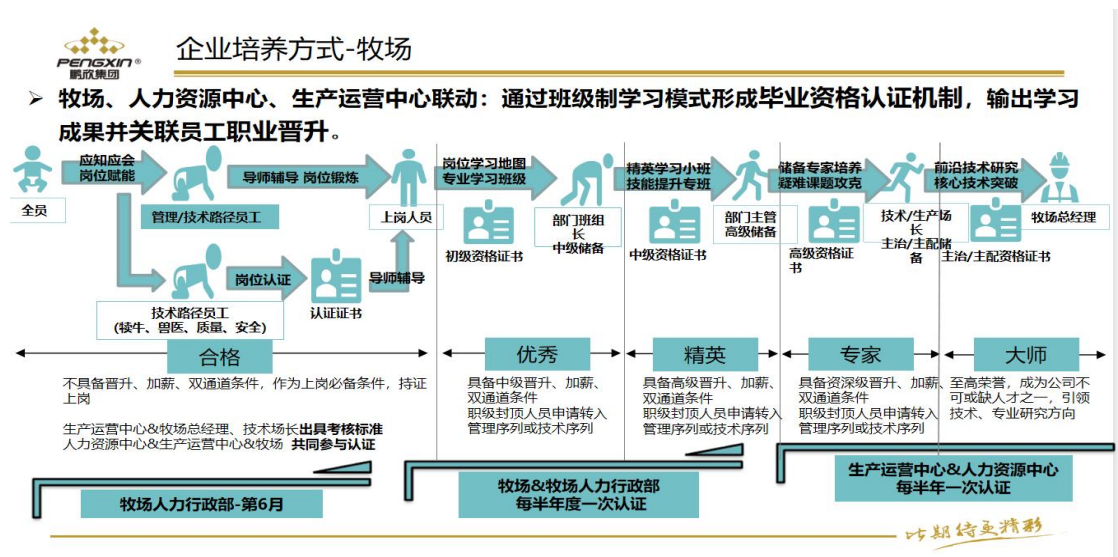 PENGXIN®
鹏欣集团
企业培养方式-牧场
牧场、人力资源中心、生产运营中心联动：通过班级制学习模式形成毕业资格认证机制，输出学习
成果并关联员工职业晋升。
应知应会
岗位赋能
导师辅导 岗位锻炼
岗位学习地图
专业学习班级
精英学习小班
技能提升专班
储备专家培养
疑难课题攻克
前沿技术研究
核心技术突破
全员
管理/技术路径员工
上岗人员
初级资格证书
部门班组
长
中级储备
中级资格证书
部门主管
高级储备
高级资格证
书
技术/生产场
长
主治/主配储
备
主治/主配资格证书
牧场总经理
岗位认证
导师辅导
技术路径员工
(犊牛、兽医、质量、安全)
认证证书
合格
优秀
精英
专家
大师
不具备晋升、加薪、双通道条件，作为上岗必备条件，持证
上岗
生产运营中心&牧场总经理、技术场长出具考核标准
人力资源中心&生产运营中心&牧场 共同参与认证
具备中级晋升、加薪、
双通道条件
职级封顶人员申请转入
管理序列或技术序列
具备高级晋升、加薪、
双通道条件
职级封顶人员申请转入
管理序列或技术序列
具备资深级晋升、加薪、
双通道条件
职级封顶人员申请转入
管理序列或技术序列
至高荣誉，成为公司不
可或缺人才之一，引领
技术、专业研究方向
牧场人力行政部-第6月
牧场&牧场人力行政部
每半年度一次认证
生产运营中心&人力资源中心
每半年一次认证
期待更精彩